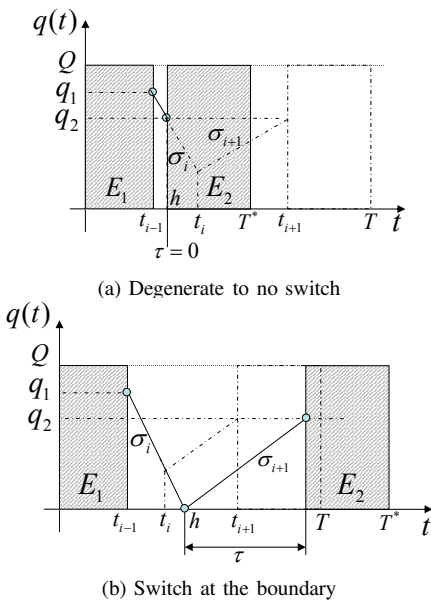 q(t)
Q
q₁
q₂
σᵢ
σᵢ₊₁
E₁
h
E₂
tᵢ₋₁
tᵢ
T*
tᵢ₊₁
T
t
τ = 0
(a) Degenerate to no switch
q(t)
Q
q₁
q₂
σᵢ
σᵢ₊₁
E₁
E₂
tᵢ₋₁
tᵢ
h
tᵢ₊₁
T
T*
t
τ
(b) Switch at the boundary